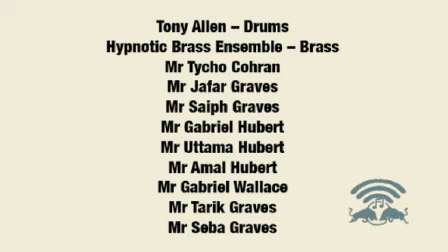 Tony Allen – Drums
Hypnotic Brass Ensemble – Brass
Mr Tycho Cohran
Mr Jafar Graves
Mr Saiph Graves
Mr Gabriel Hubert
Mr Uttama Hubert
Mr Amal Hubert
Mr Gabriel Wallace
Mr Tarik Graves
Mr Seba Graves